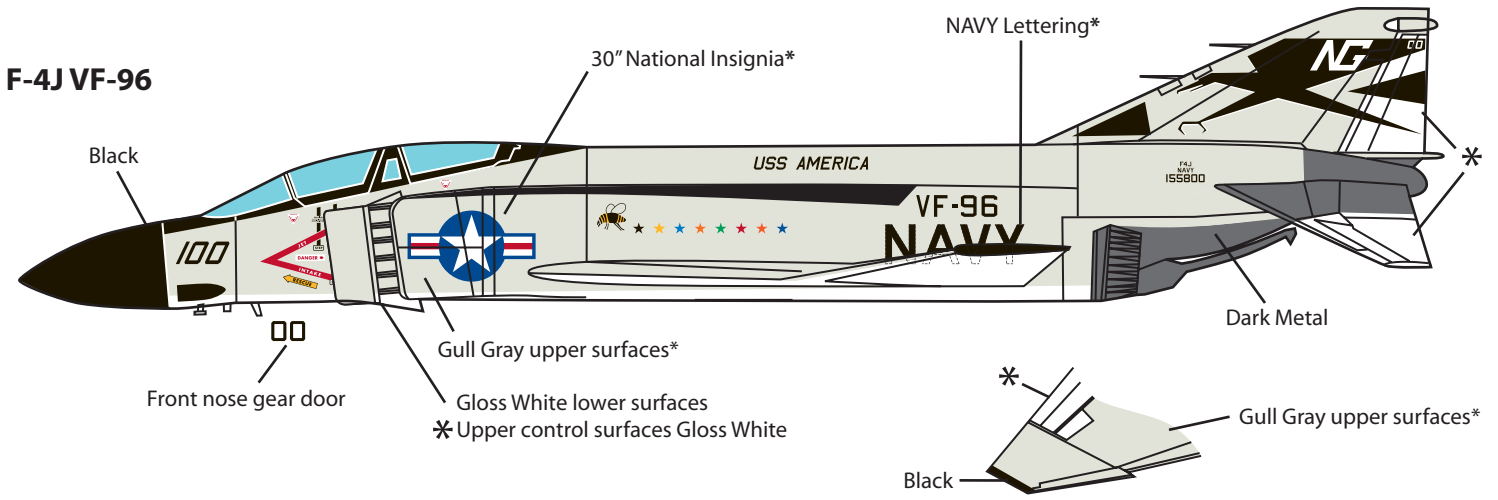 F-4J VF-96
NAVY Lettering*
30” National Insignia*
Black
NG
00
*
USS AMERICA
F4J
NAVY
155800
VF-96
NAVY
100
JET
DANGER
INTAKE
RESCUE
00
Front nose gear door
Gull Gray upper surfaces*
Gloss White lower surfaces
* Upper control surfaces Gloss White
Dark Metal
*
Gull Gray upper surfaces*
Black